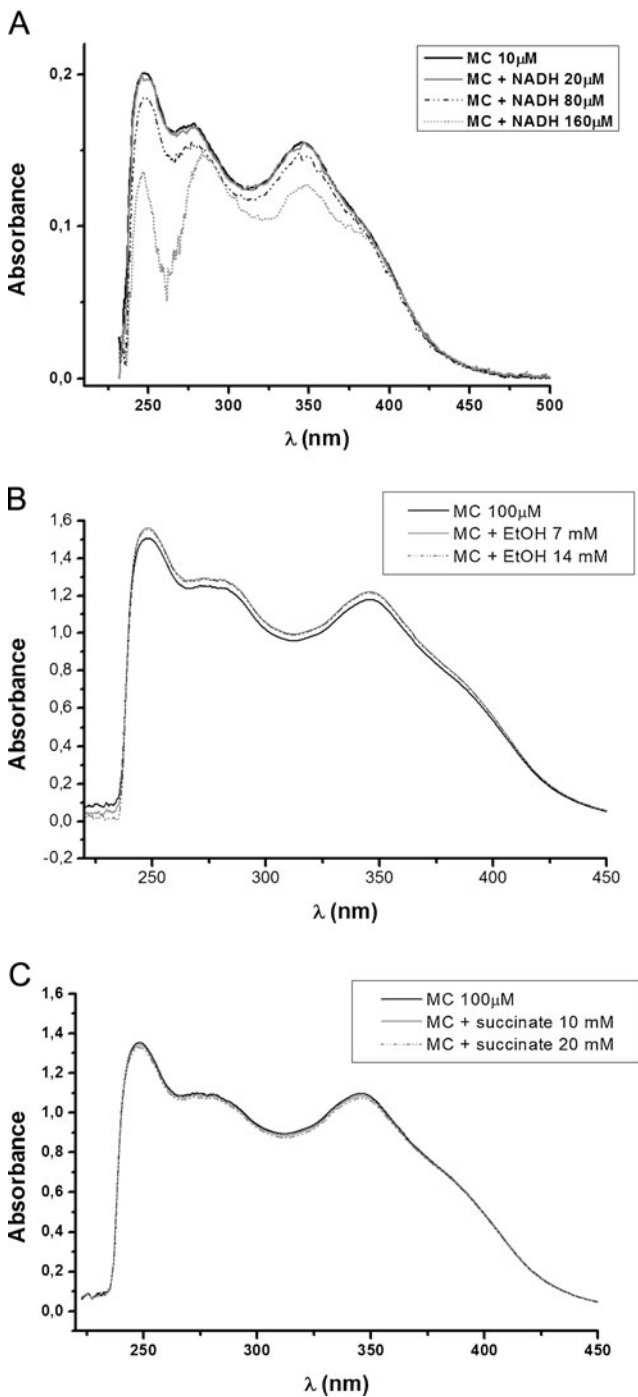 A
MC 10µM
MC + NADH 20µM
MC + NADH 80µM
MC + NADH 160µM
0,2
0,1
0,0
Absorbance
250 300 350 400 450 500
λ (nm)
B
MC 100µM
MC + EtOH 7 mM
MC + EtOH 14 mM
1,6
1,4
1,2
1,0
0,8
0,6
0,4
0,2
0,0
-0,2
Absorbance
250 300 350 400 450
λ (nm)
C
MC 100µM
MC + succinate 10 mM
MC + succinate 20 mM
1,6
1,4
1,2
1,0
0,8
0,6
0,4
0,2
0,0
Absorbance
250 300 350 400 450
λ (nm)